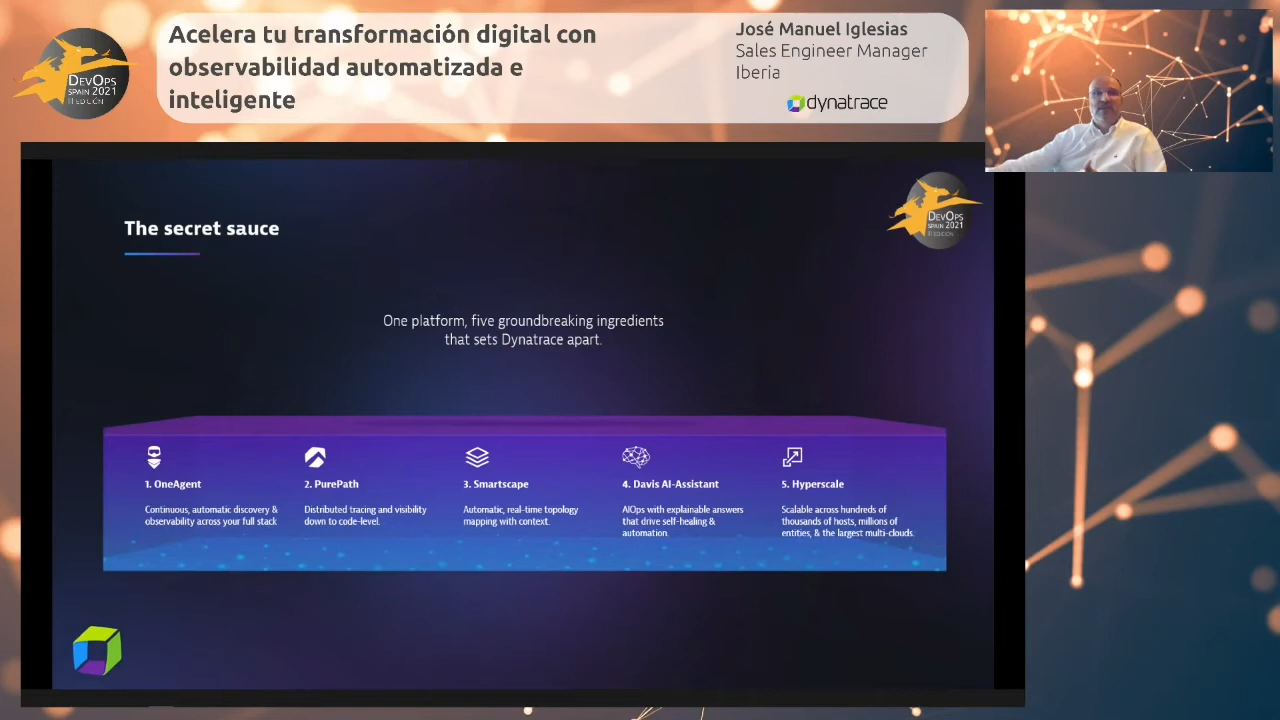 DevOps
SPAIN 2021
II EDICIÓN
Acelera tu transformación digital con
observabilidad automatizada e
inteligente
José Manuel Iglesias
Sales Engineer Manager
Iberia
dynatrace
DevOps
SPAIN 2021
II EDICIÓN
The secret sauce
One platform, five groundbreaking ingredients
that sets Dynatrace apart.
1. OneAgent
Continuous, automatic discovery &
observability across your full stack
2. PurePath
Distributed tracing and visibility
down to code-level.
3. Smartscape
Automatic, real-time topology
mapping with context.
4. Davis AI-Assistant
AIOps with explainable answers
that drive self-healing &
automation.
5. Hyperscale
Scalable across hundreds of
thousands of hosts, millions of
entities, & the largest multi-clouds.